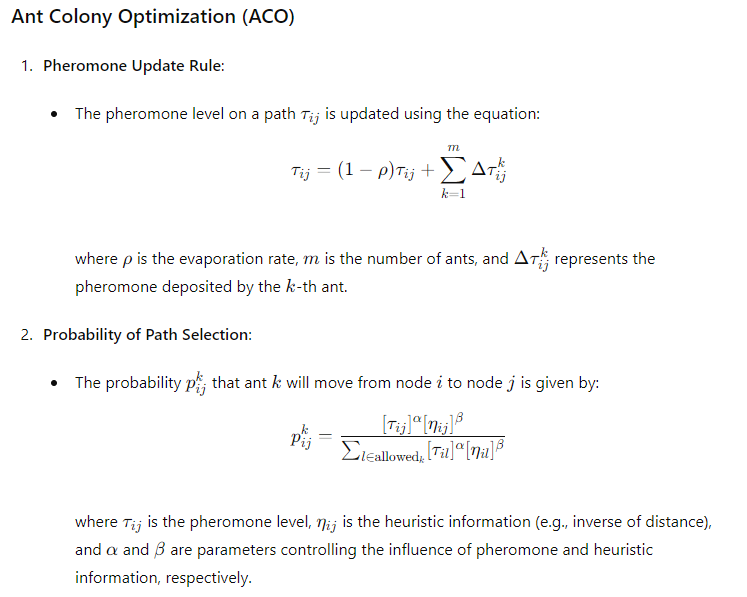 Ant Colony Optimization (ACO)
1. Pheromone Update Rule:
• The pheromone level on a path $\tau_{ij}$ is updated using the equation:
$$\tau_{ij} = (1 - \rho)\tau_{ij} + \sum_{k=1}^{m} \Delta\tau_{ij}^{k}$$
where $\rho$ is the evaporation rate, $m$ is the number of ants, and $\Delta\tau_{ij}^{k}$ represents the
pheromone deposited by the $k$-th ant.
2. Probability of Path Selection:
• The probability $p_{ij}^{k}$ that ant $k$ will move from node $i$ to node $j$ is given by:
$$p_{ij}^{k} = \frac{[\tau_{ij}]^{\alpha}[\eta_{ij}]^{\beta}}{\sum_{l \in \text{allowed}_k} [\tau_{il}]^{\alpha}[\eta_{il}]^{\beta}}$$
where $\tau_{ij}$ is the pheromone level, $\eta_{ij}$ is the heuristic information (e.g., inverse of distance),
and $\alpha$ and $\beta$ are parameters controlling the influence of pheromone and heuristic
information, respectively.